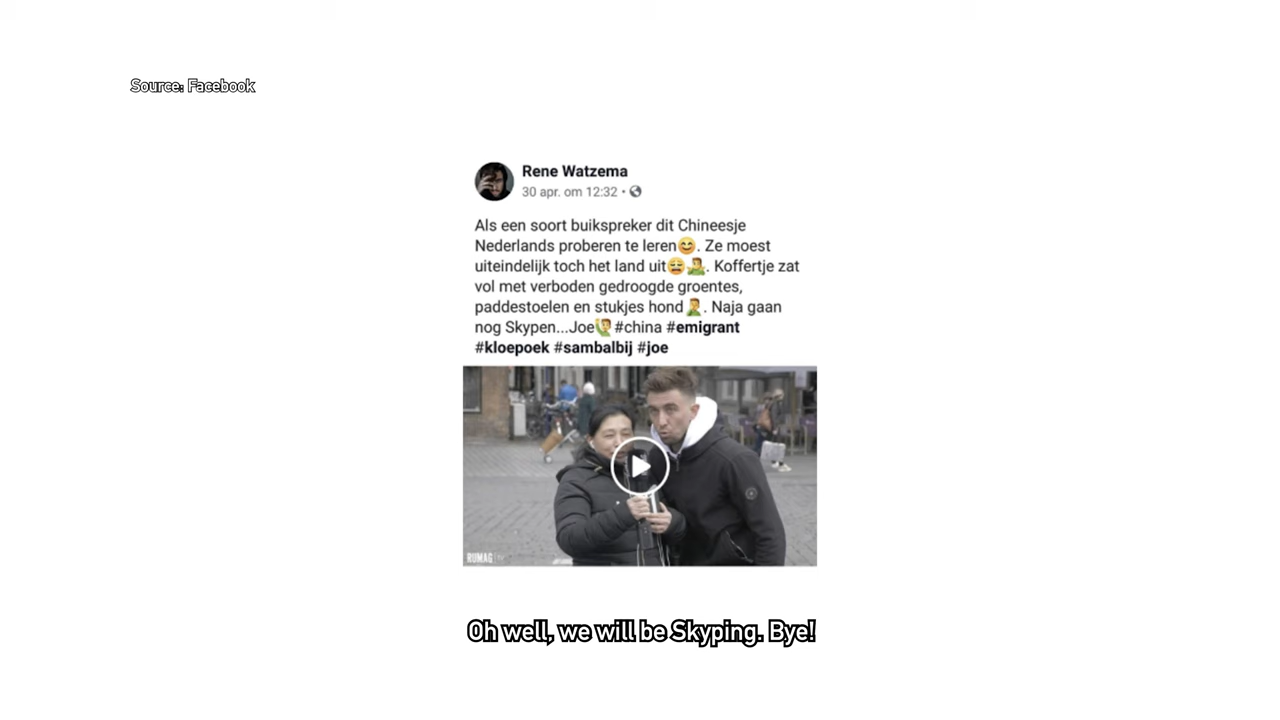 Source: Facebook
Rene Watzema
30 apr. om 12:32 •
Als een soort buikspreker dit Chineesje
Nederlands proberen te leren😊. Ze moest
uiteindelijk toch het land uit😩🤷‍♂️. Koffertje zat
vol met verboden gedroogde groentes,
paddestoelen en stukjes hond🤦‍♂️. Naja gaan
nog Skypen...Joe🙋‍♂️#china #emigrant
#kloepoek #sambalbij #joe
RUMAG
Oh well, we will be Skyping. Bye!